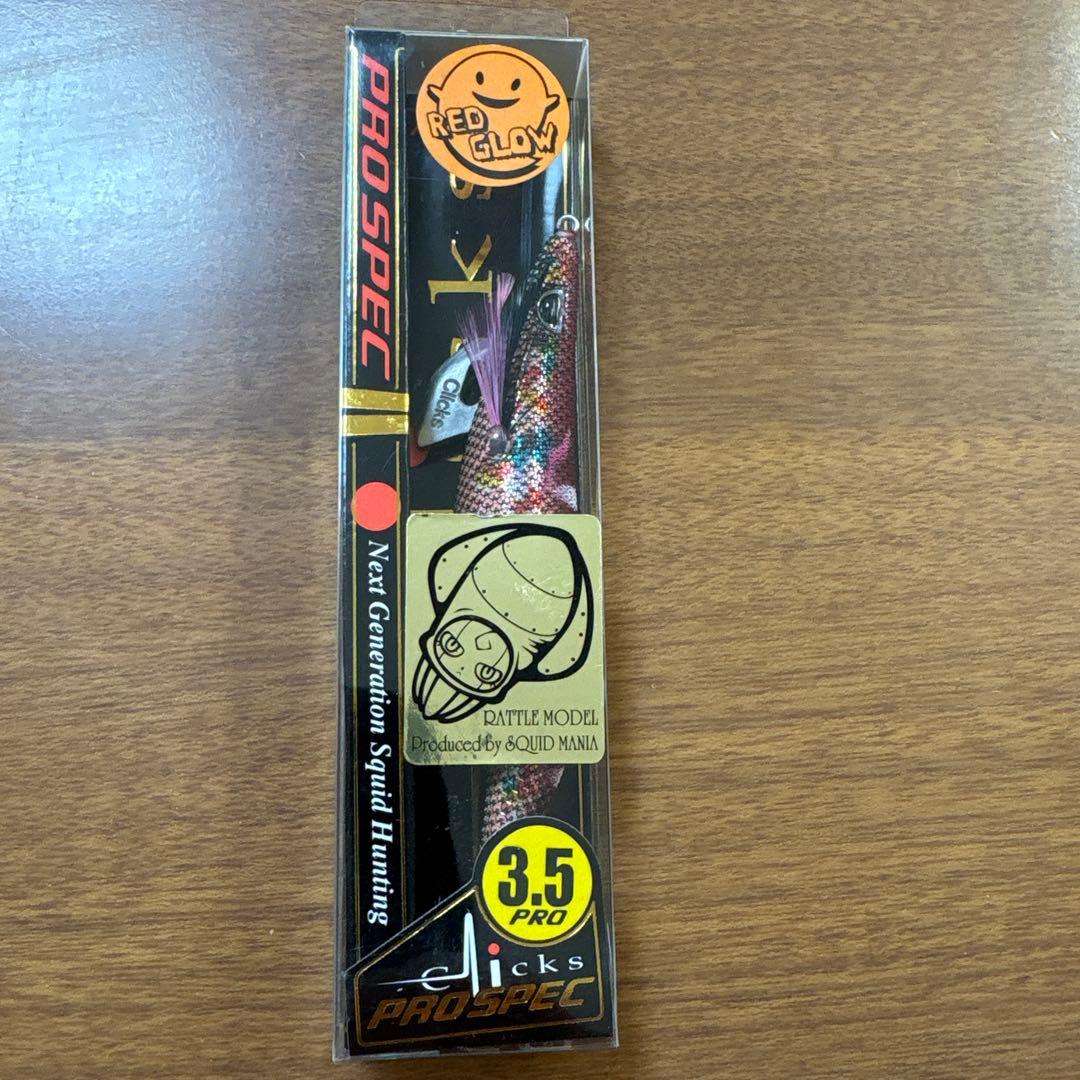 RED
GLOW
PROSPEC
Next Generation Squid Hunting
ks
Clicks
RATTLE MODEL
Produced By SQUID MANIA
3.5
PRO
clicks
PROSPEC